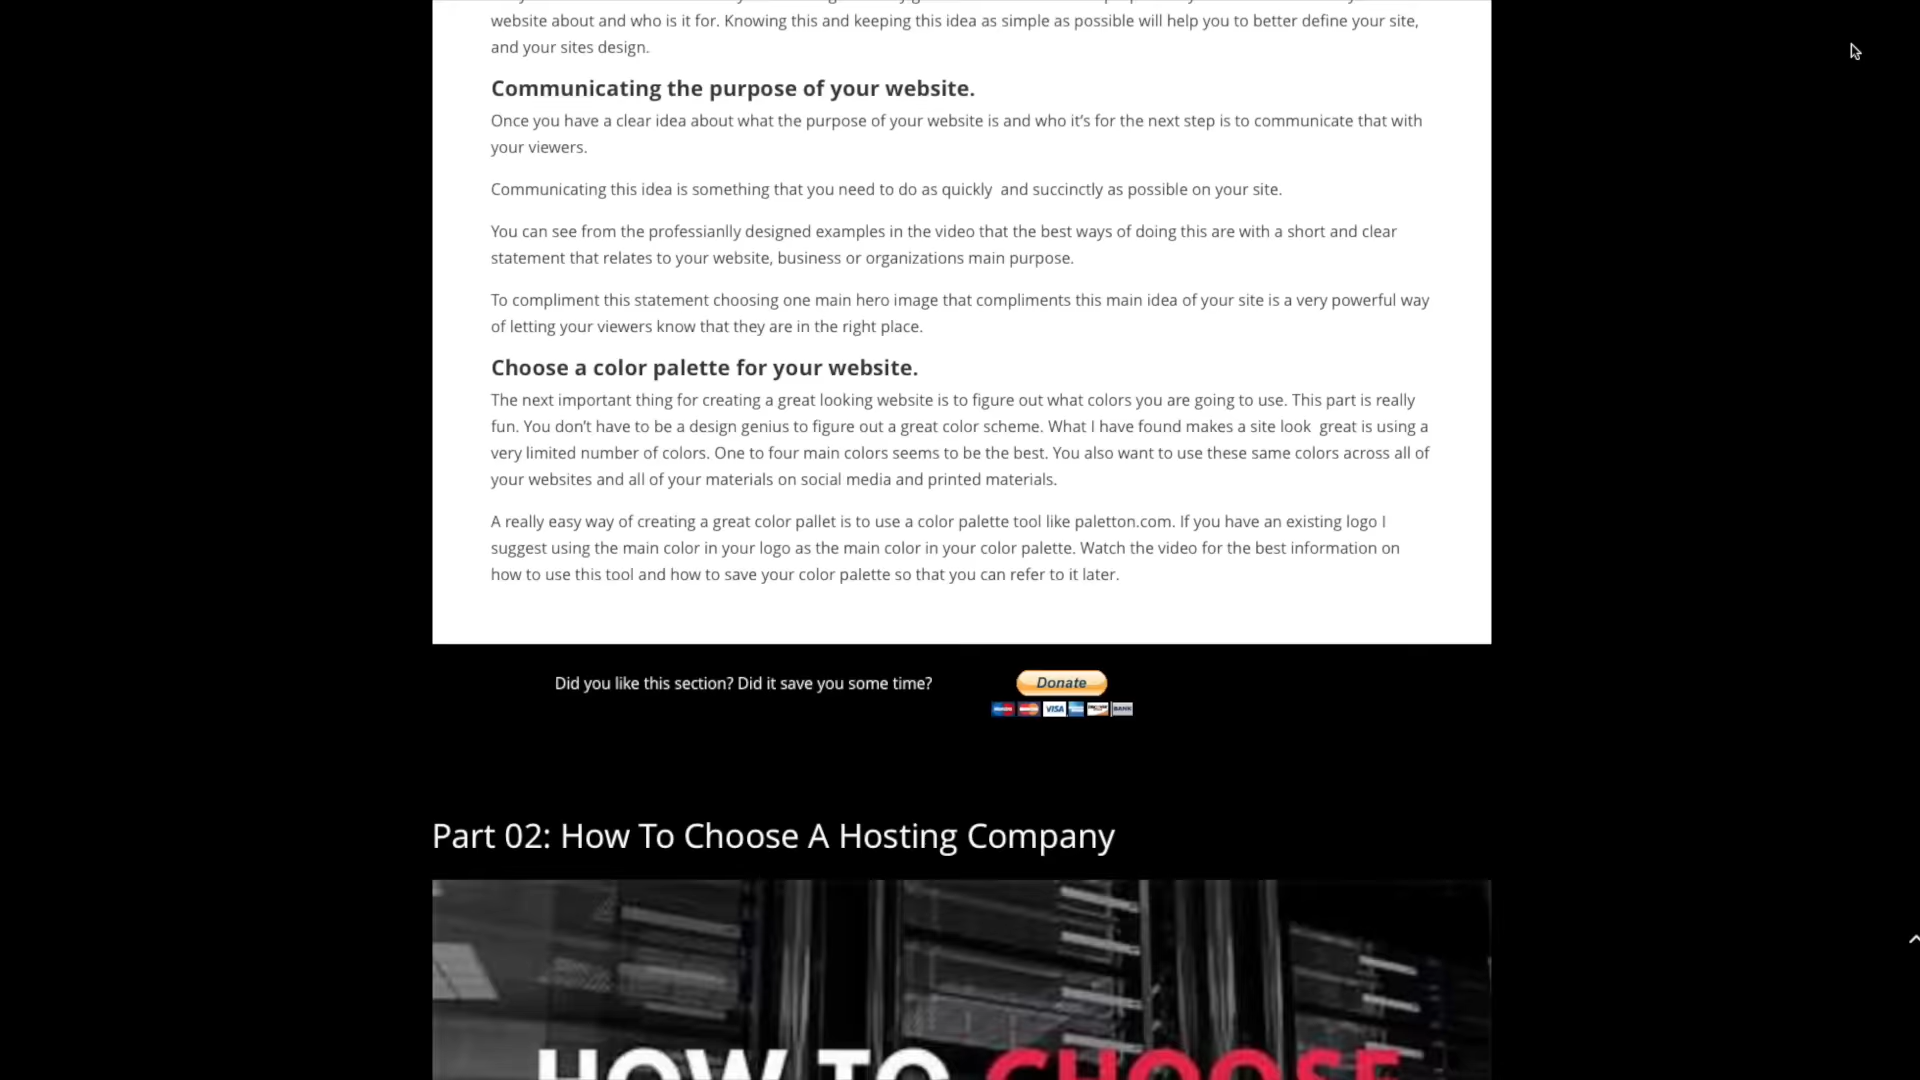 website about and who is it for. Knowing this and keeping this idea as simple as possible will help you to better define your site,
and your sites design.
Communicating the purpose of your website.
Once you have a clear idea about what the purpose of your website is and who it’s for the next step is to communicate that with
your viewers.
Communicating this idea is something that you need to do as quickly  and succinctly as possible on your site.
You can see from the professianlly designed examples in the video that the best ways of doing this are with a short and clear
statement that relates to your website, business or organizations main purpose.
To compliment this statement choosing one main hero image that compliments this main idea of your site is a very powerful way
of letting your viewers know that they are in the right place.
Choose a color palette for your website.
The next important thing for creating a great looking website is to figure out what colors you are going to use. This part is really
fun. You don’t have to be a design genius to figure out a great color scheme. What I have found makes a site look  great is using a
very limited number of colors. One to four main colors seems to be the best. You also want to use these same colors across all of
your websites and all of your materials on social media and printed materials.
A really easy way of creating a great color pallet is to use a color palette tool like paletton.com. If you have an existing logo I
suggest using the main color in your logo as the main color in your color palette. Watch the video for the best information on
how to use this tool and how to save your color palette so that you can refer to it later.
Did you like this section? Did it save you some time?
Donate
VISA
BANK
Part 02: How To Choose A Hosting Company
HOW TO CHOOSE